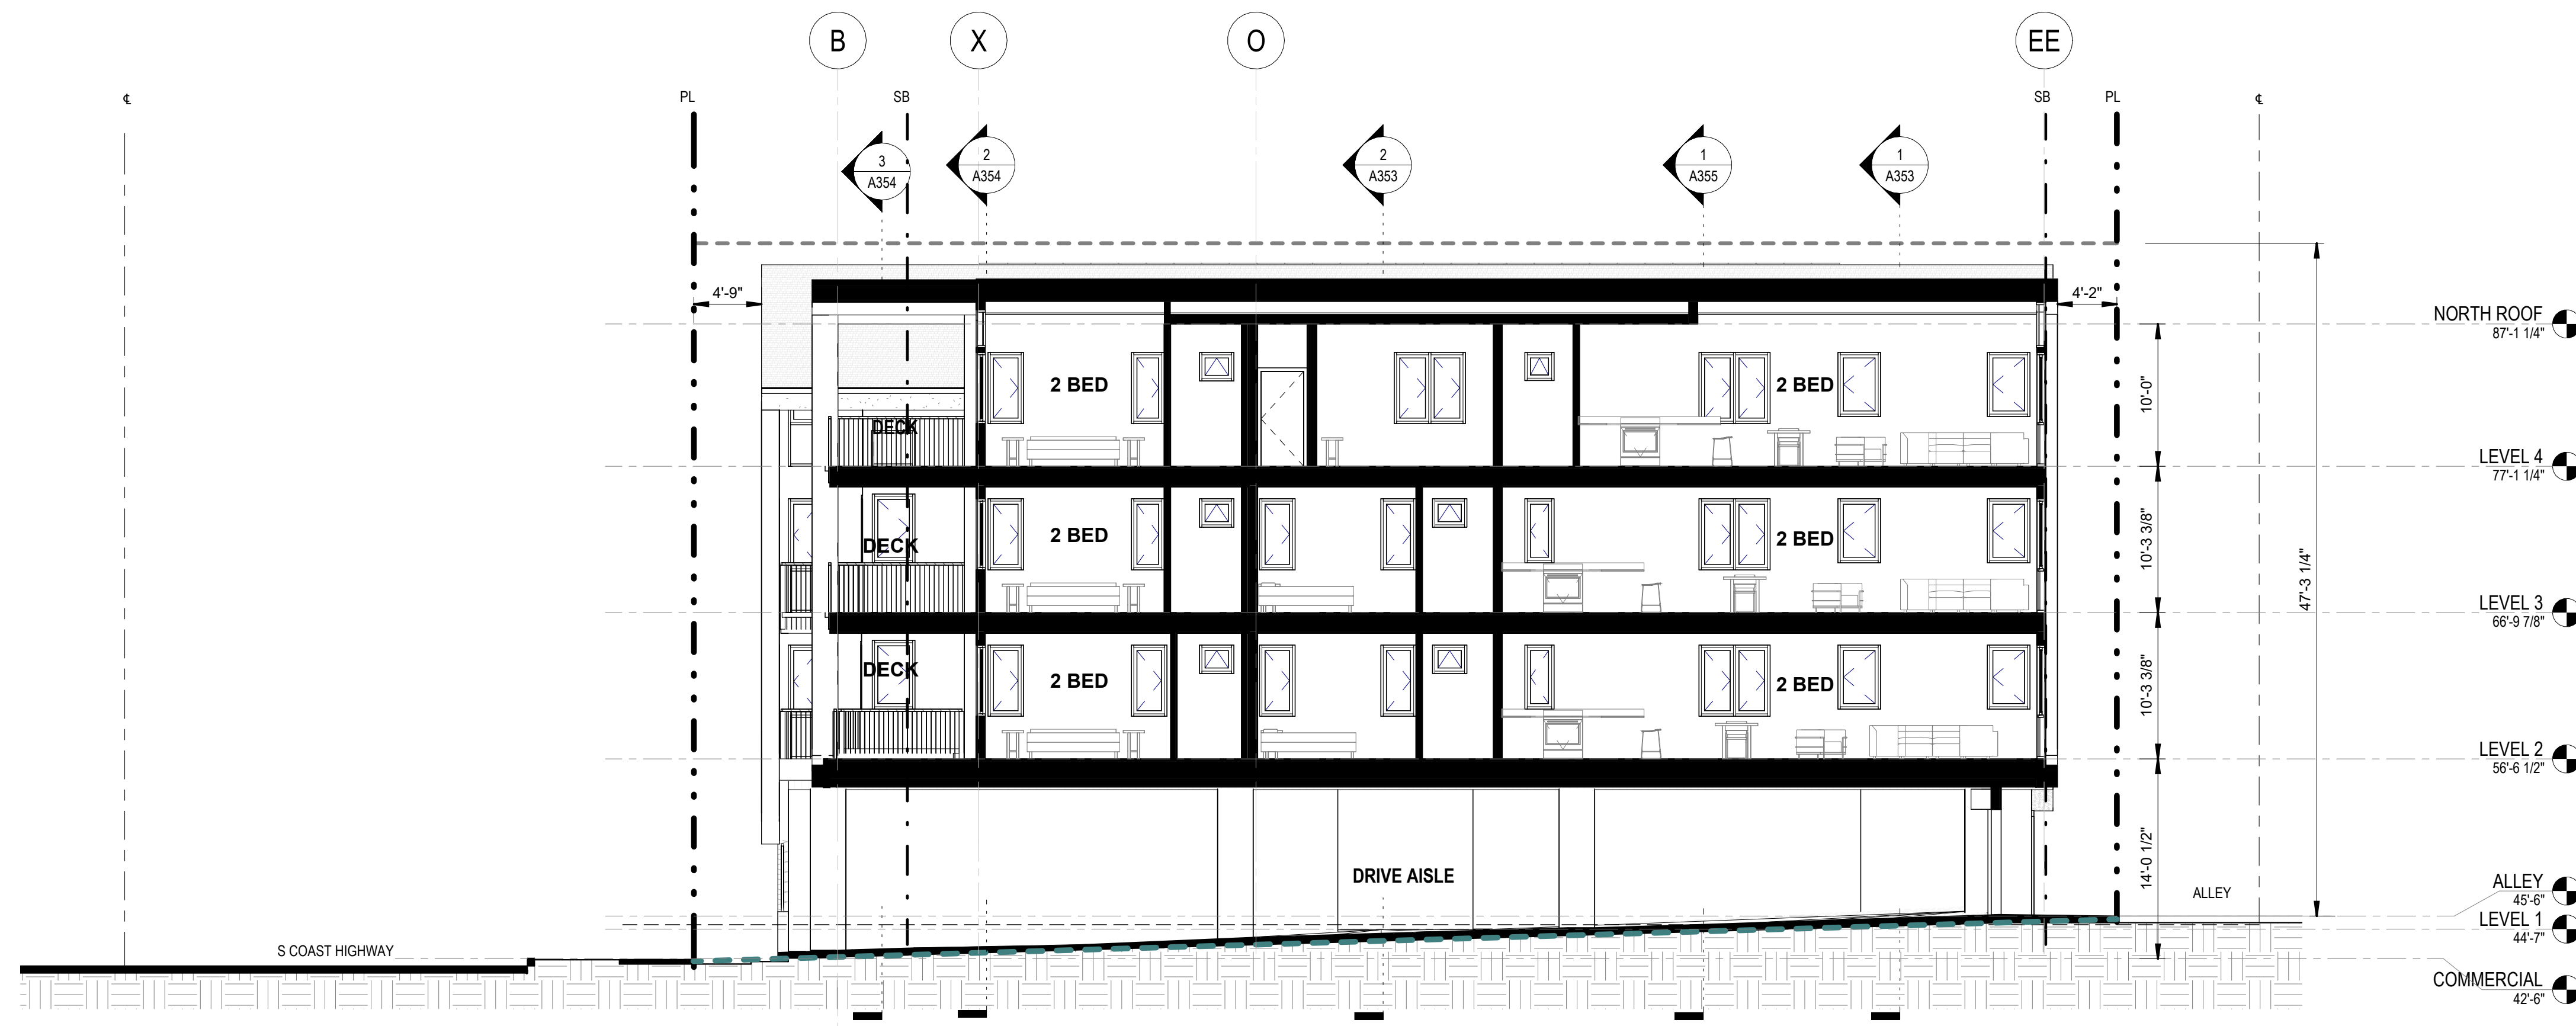 B
X
O
EE
℄
PL
SB
SB
PL
℄
3
A354
2
A354
2
A353
1
A355
1
A353
4'-9"
4'-2"
NORTH ROOF
87'-1 1/4"
10'-0"
2 BED
2 BED
DECK
LEVEL 4
77'-1 1/4"
10'-3 3/8"
2 BED
2 BED
DECK
47'-3 1/4"
LEVEL 3
66'-9 7/8"
10'-3 3/8"
2 BED
2 BED
DECK
LEVEL 2
56'-6 1/2"
14'-0 1/2"
DRIVE AISLE
ALLEY
ALLEY
45'-6"
LEVEL 1
44'-7"
S COAST HIGHWAY
COMMERCIAL
42'-6"